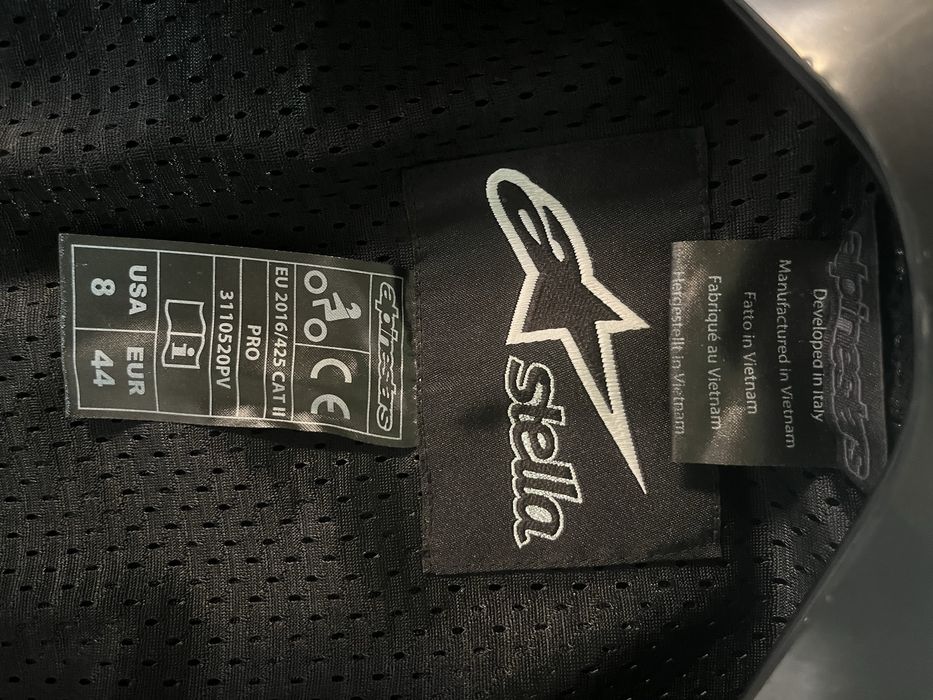 alpinestars
CE
EU 2016/425 CAT II
PRO
3110520PV
i
USA
EUR
8
44
stella
alpinestars
Developed in Italy
Manufactured in Vietnam
Fatto in Vietnam
Fabriqué au Vietnam
Hergestellt in Vietnam